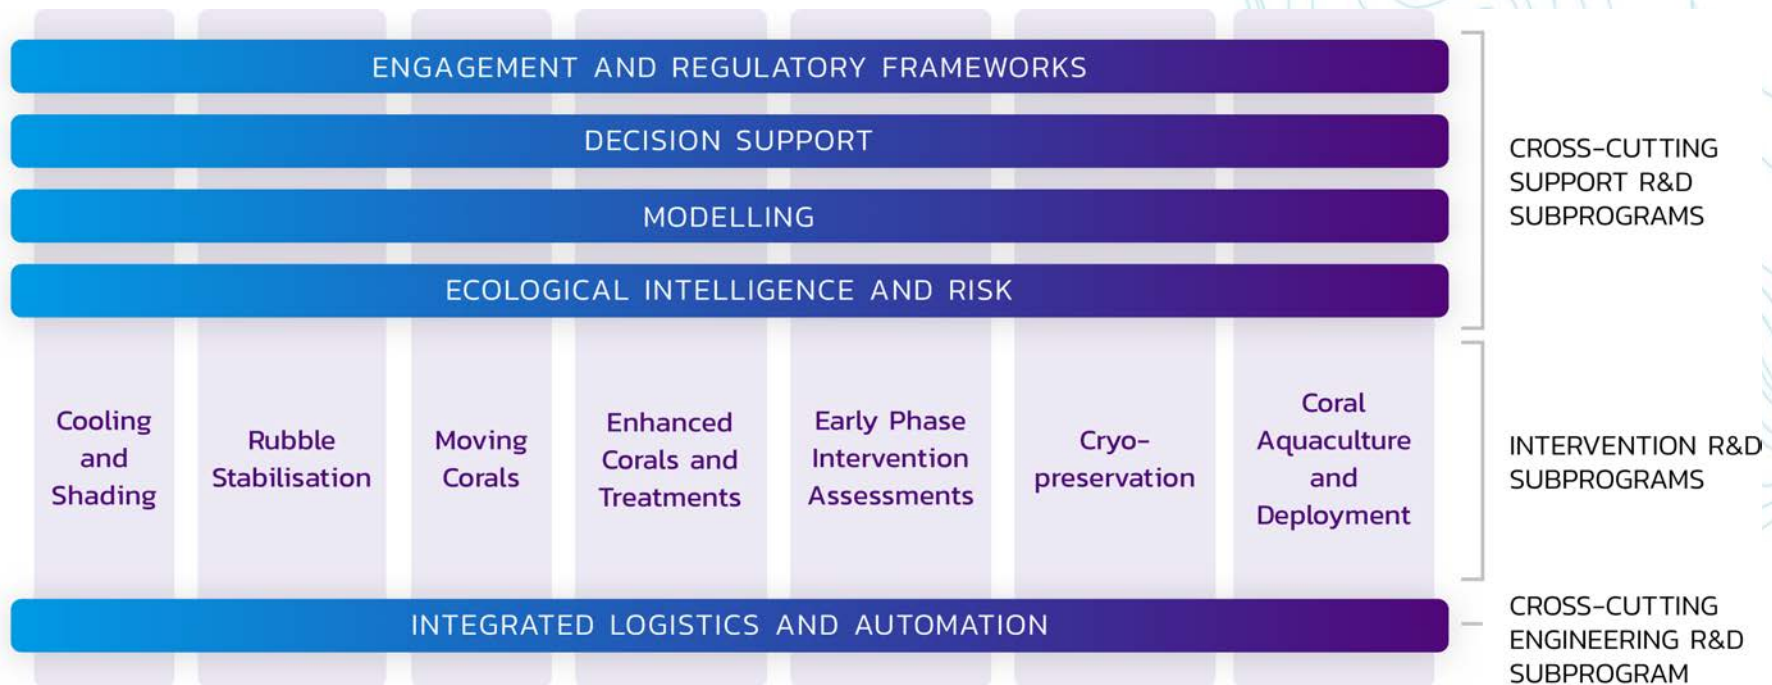 ENGAGEMENT AND REGULATORY FRAMEWORKS
DECISION SUPPORT
MODELLING
ECOLOGICAL INTELLIGENCE AND RISK
CROSS-CUTTING
SUPPORT R&D
SUBPROGRAMS
Cooling
and
Shading
Rubble
Stabilisation
Moving
Corals
Enhanced
Corals and
Treatments
Early Phase
Intervention
Assessments
Cryo-
preservation
Coral
Aquaculture
and
Deployment
INTERVENTION R&D
SUBPROGRAMS
INTEGRATED LOGISTICS AND AUTOMATION
CROSS-CUTTING
ENGINEERING R&D
SUBPROGRAM